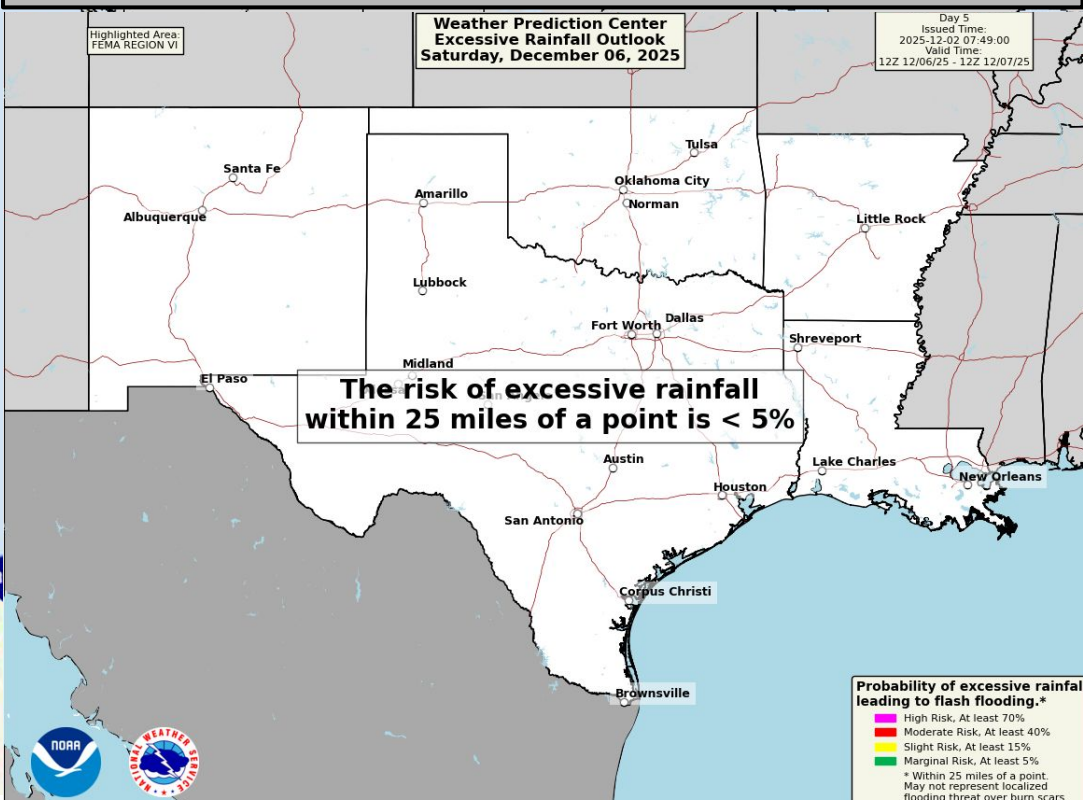 Highlighted Area:
FEMA REGION VI
Weather Prediction Center
Excessive Rainfall Outlook
Saturday, December 06, 2025
Day 5
Issued Time:
2025-12-02 07:49:00
Valid Time:
12Z 12/06/25 - 12Z 12/07/25
Tulsa
Santa Fe
Oklahoma City
Amarillo
Norman
Albuquerque
Little Rock
Lubbock
Dallas
Fort Worth
Shreveport
Midland
El Paso
The risk of excessive rainfall
within 25 miles of a point is < 5%
Austin
Lake Charles
New Orleans
Houston
San Antonio
Corpus Christi
Brownsville
Probability of excessive rainfal
leading to flash flooding.*
High Risk, At least 70%
Moderate Risk, At least 40%
Slight Risk, At least 15%
Marginal Risk, At least 5%
* Within 25 miles of a point.
May not represent localized
flooding threat over burn scars
NOAA
NATIONAL WEATHER SERVICE